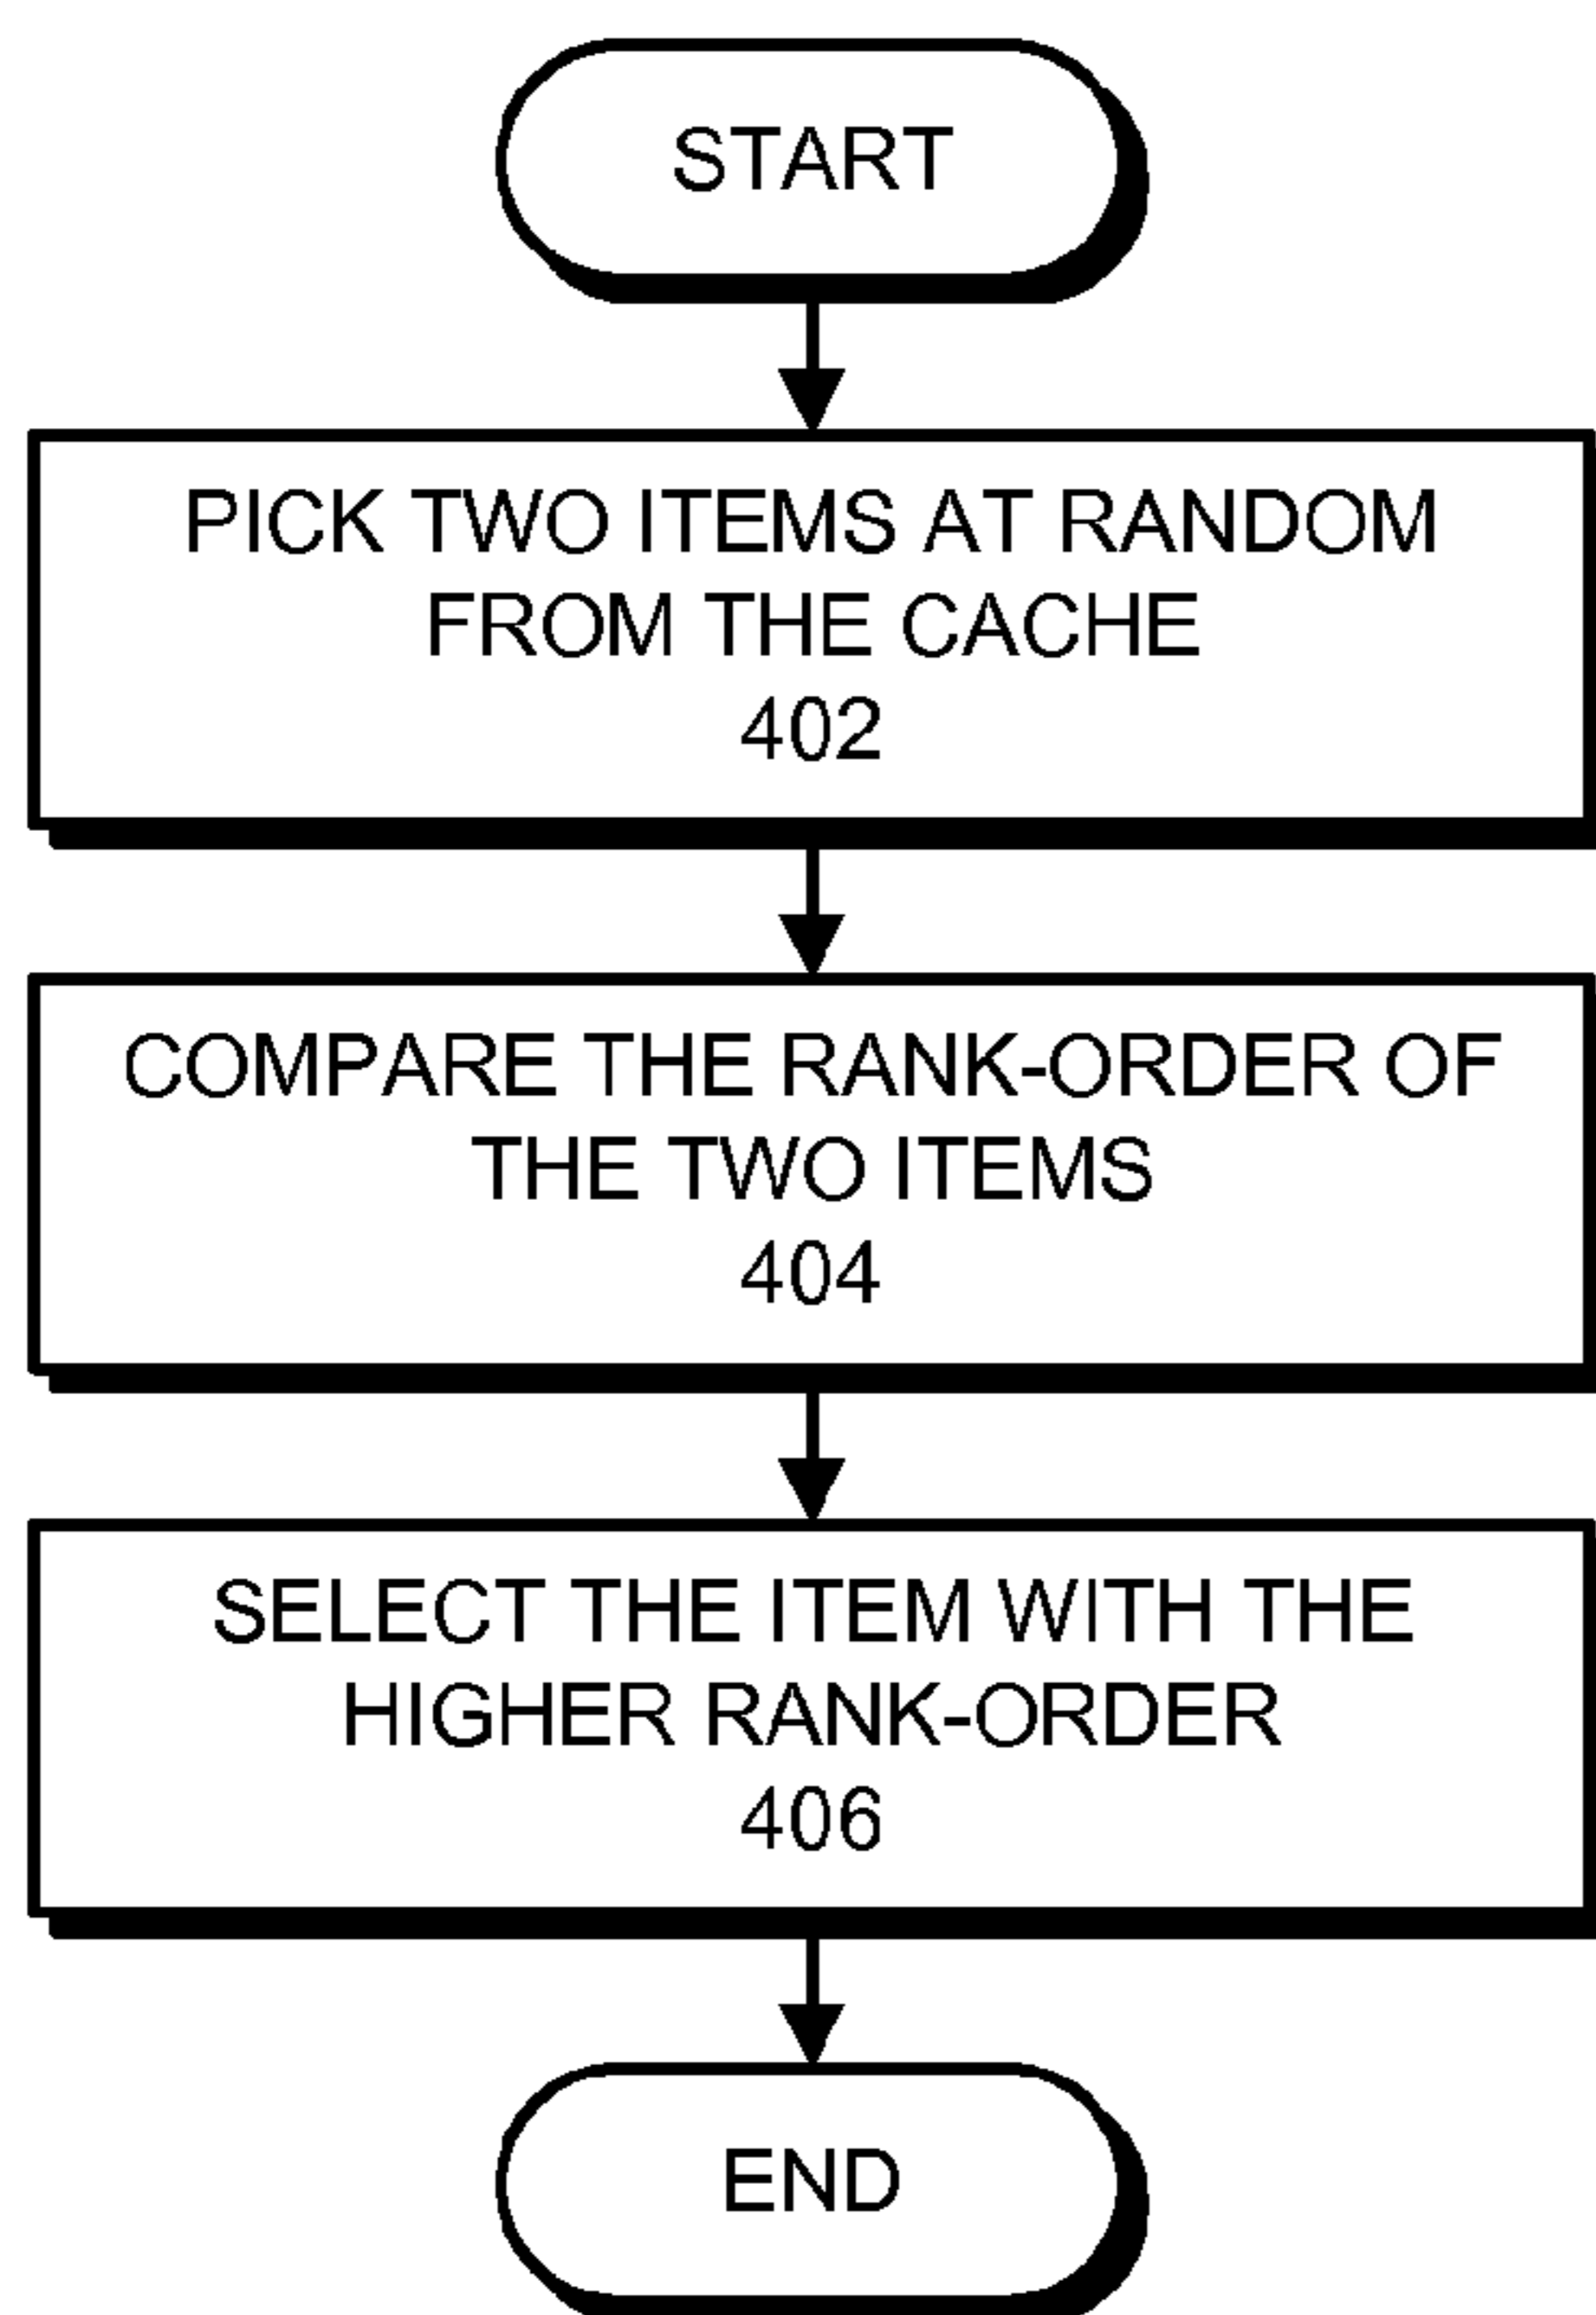 START
PICK TWO ITEMS AT RANDOM
FROM THE CACHE
402
COMPARE THE RANK-ORDER OF
THE TWO ITEMS
404
SELECT THE ITEM WITH THE
HIGHER RANK-ORDER
406
END